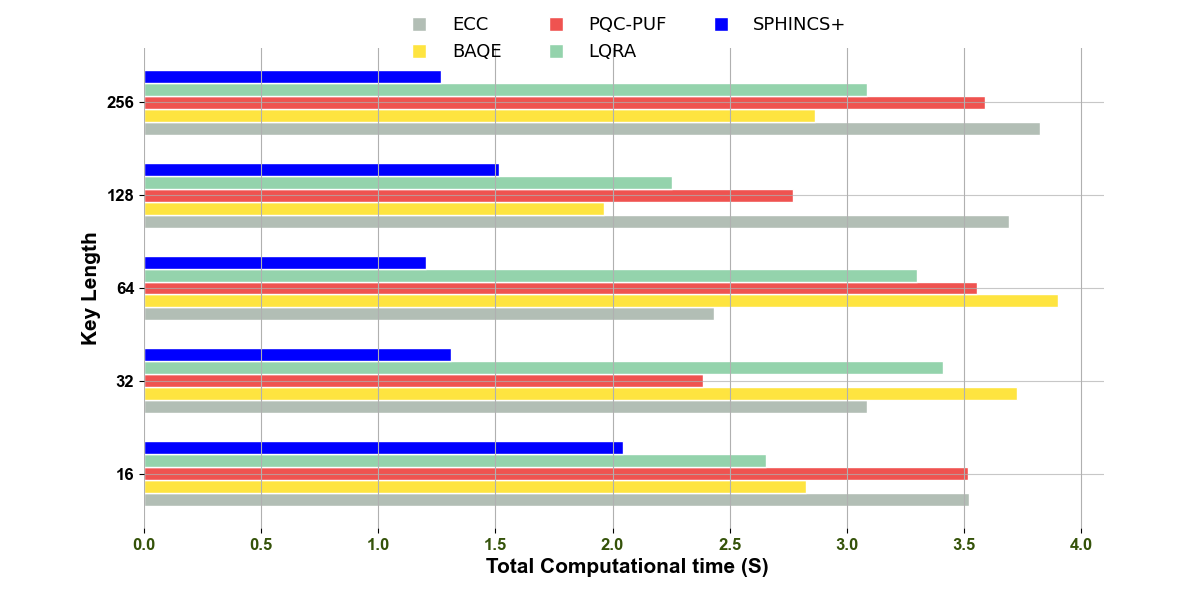 ECC PQC-PUF SPHINCS+
BAQE LQRA
256
128
64
32
16
Key Length
0.0 0.5 1.0 1.5 2.0 2.5 3.0 3.5 4.0
Total Computational time (S)